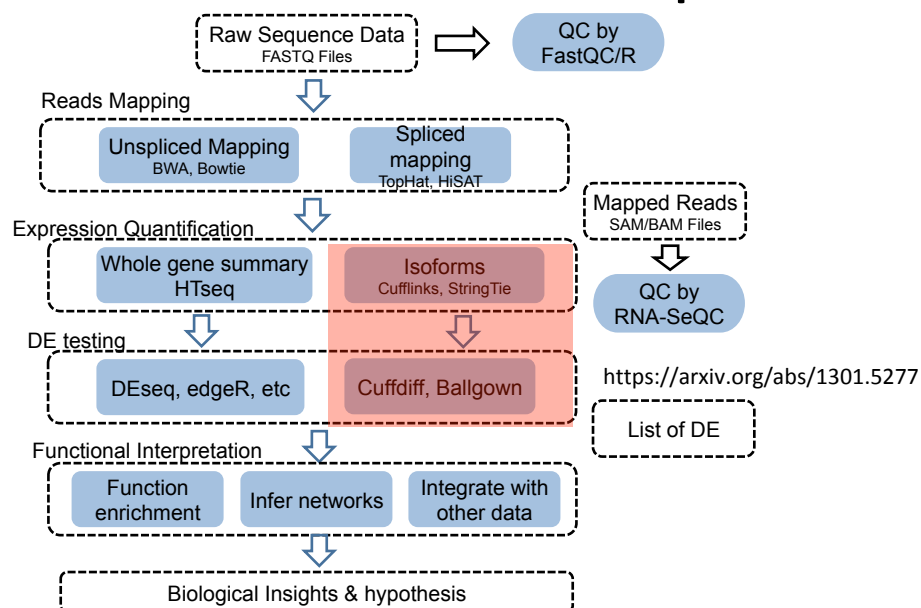 Raw Sequence Data
FASTQ Files
QC by
FastQC/R
Reads Mapping
Unspliced Mapping
BWA, Bowtie
Spliced
mapping
TopHat, HiSAT
Mapped Reads
SAM/BAM Files
Expression Quantification
Whole gene summary
HTseq
Isoforms
Cufflinks, StringTie
QC by
RNA-SeQC
DE testing
DEseq, edgeR, etc
Cuffdiff, Ballgown
https://arxiv.org/abs/1301.5277
List of DE
Functional Interpretation
Function
enrichment
Infer networks
Integrate with
other data
Biological Insights & hypothesis